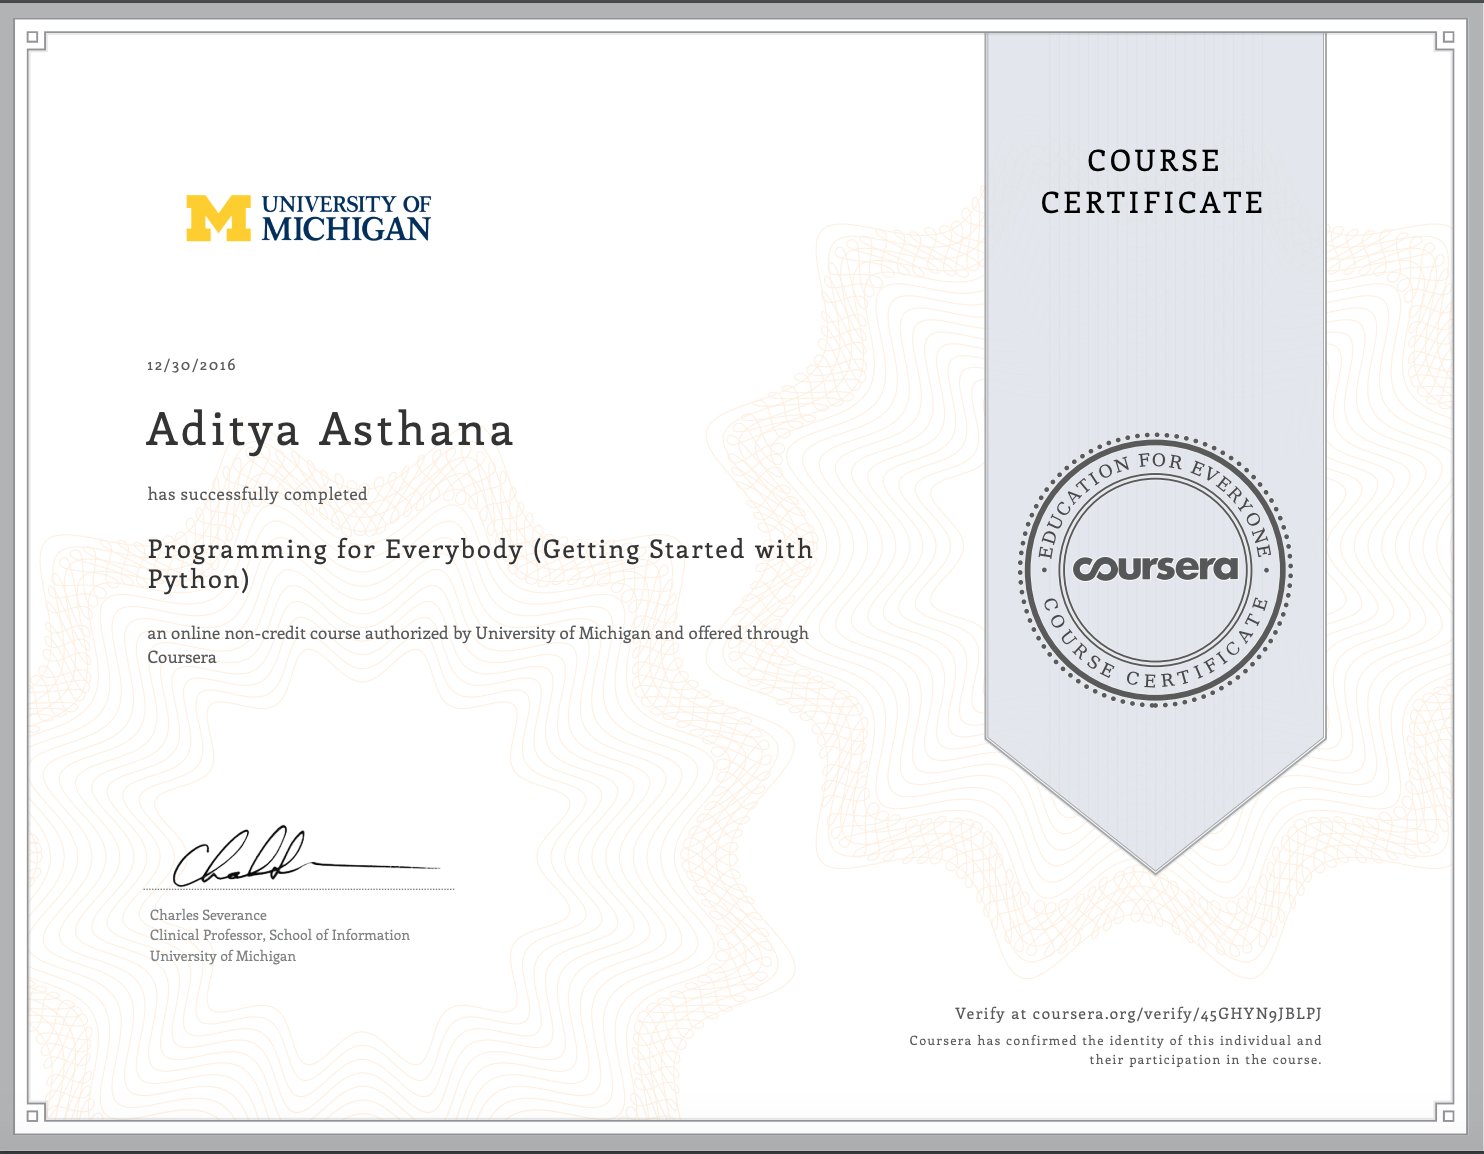 UNIVERSITY OF
MICHIGAN
COURSE
CERTIFICATE
12/30/2016
Aditya Asthana
has successfully completed
Programming for Everybody (Getting Started with
Python)
an online non-credit course authorized by University of Michigan and offered through
Coursera
EDUCATION FOR EVERYONE
coursera
COURSE CERTIFICATE
Charles Severance
Clinical Professor, School of Information
University of Michigan
Verify at coursera.org/verify/45GHYN9JBLPJ
Coursera has confirmed the identity of this individual and
their participation in the course.